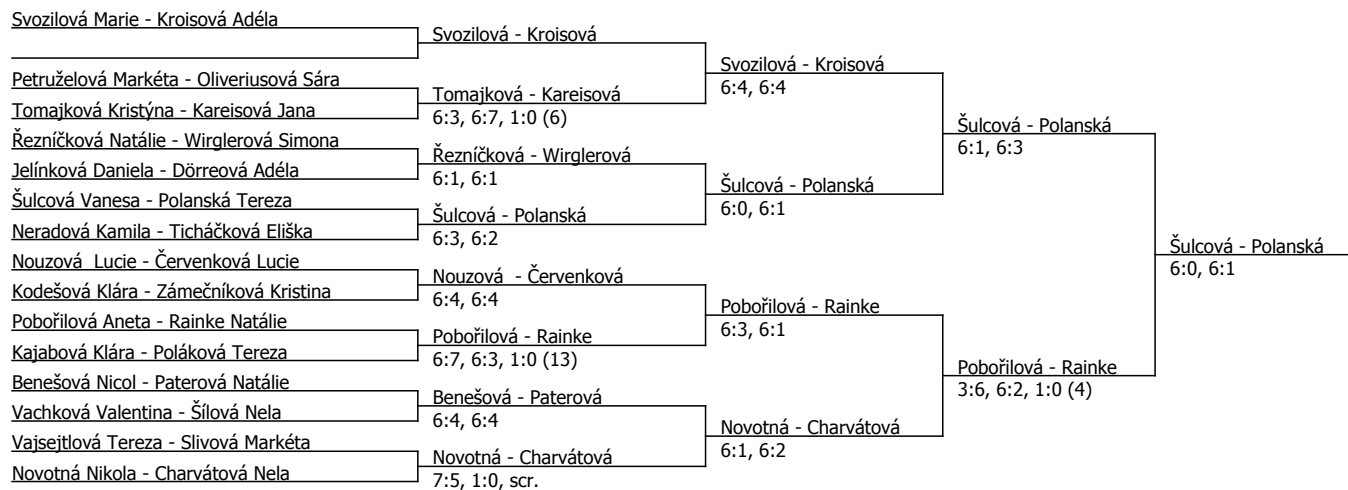 Svozilová Marie - Kroisová Adéla
Petruželová Markéta - Oliveriusová Sára
Tomajková Kristýna - Kareisová Jana
Řezníčková Natálie - Wirglerová Simona
Jelínková Daniela - Dörreová Adéla
Šulcová Vanesa - Polanská Tereza
Neradová Kamila - Ticháčková Eliška
Nouzová  Lucie - Červenková Lucie
Kodešová Klára - Zámečníková Kristina
Pobořilová Aneta - Rainke Natálie
Kajabová Klára - Poláková Tereza
Benešová Nicol - Paterová Natálie
Vachková Valentina - Šílová Nela
Vajsejtlová Tereza - Slivová Markéta
Novotná Nikola - Charvátová Nela
Svozilová - Kroisová
Tomajková - Kareisová
6:3, 6:7, 1:0 (6)
Řezníčková - Wirglerová
6:1, 6:1
Šulcová - Polanská
6:3, 6:2
Nouzová  - Červenková
6:4, 6:4
Pobořilová - Rainke
6:7, 6:3, 1:0 (13)
Benešová - Paterová
6:4, 6:4
Novotná - Charvátová
7:5, 1:0, scr.
Svozilová - Kroisová
6:4, 6:4
Šulcová - Polanská
6:0, 6:1
Pobořilová - Rainke
6:3, 6:1
Novotná - Charvátová
6:1, 6:2
Šulcová - Polanská
6:1, 6:3
Pobořilová - Rainke
3:6, 6:2, 1:0 (4)
Šulcová - Polanská
6:0, 6:1